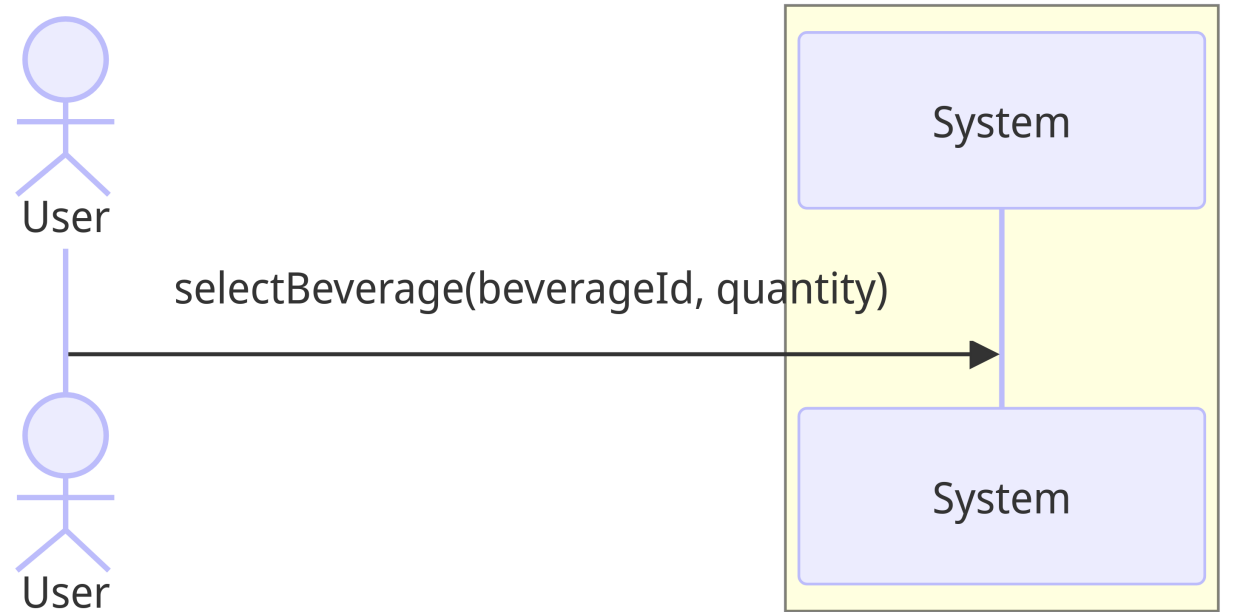 System
User
selectBeverage(beverageId, quantity)
System
User